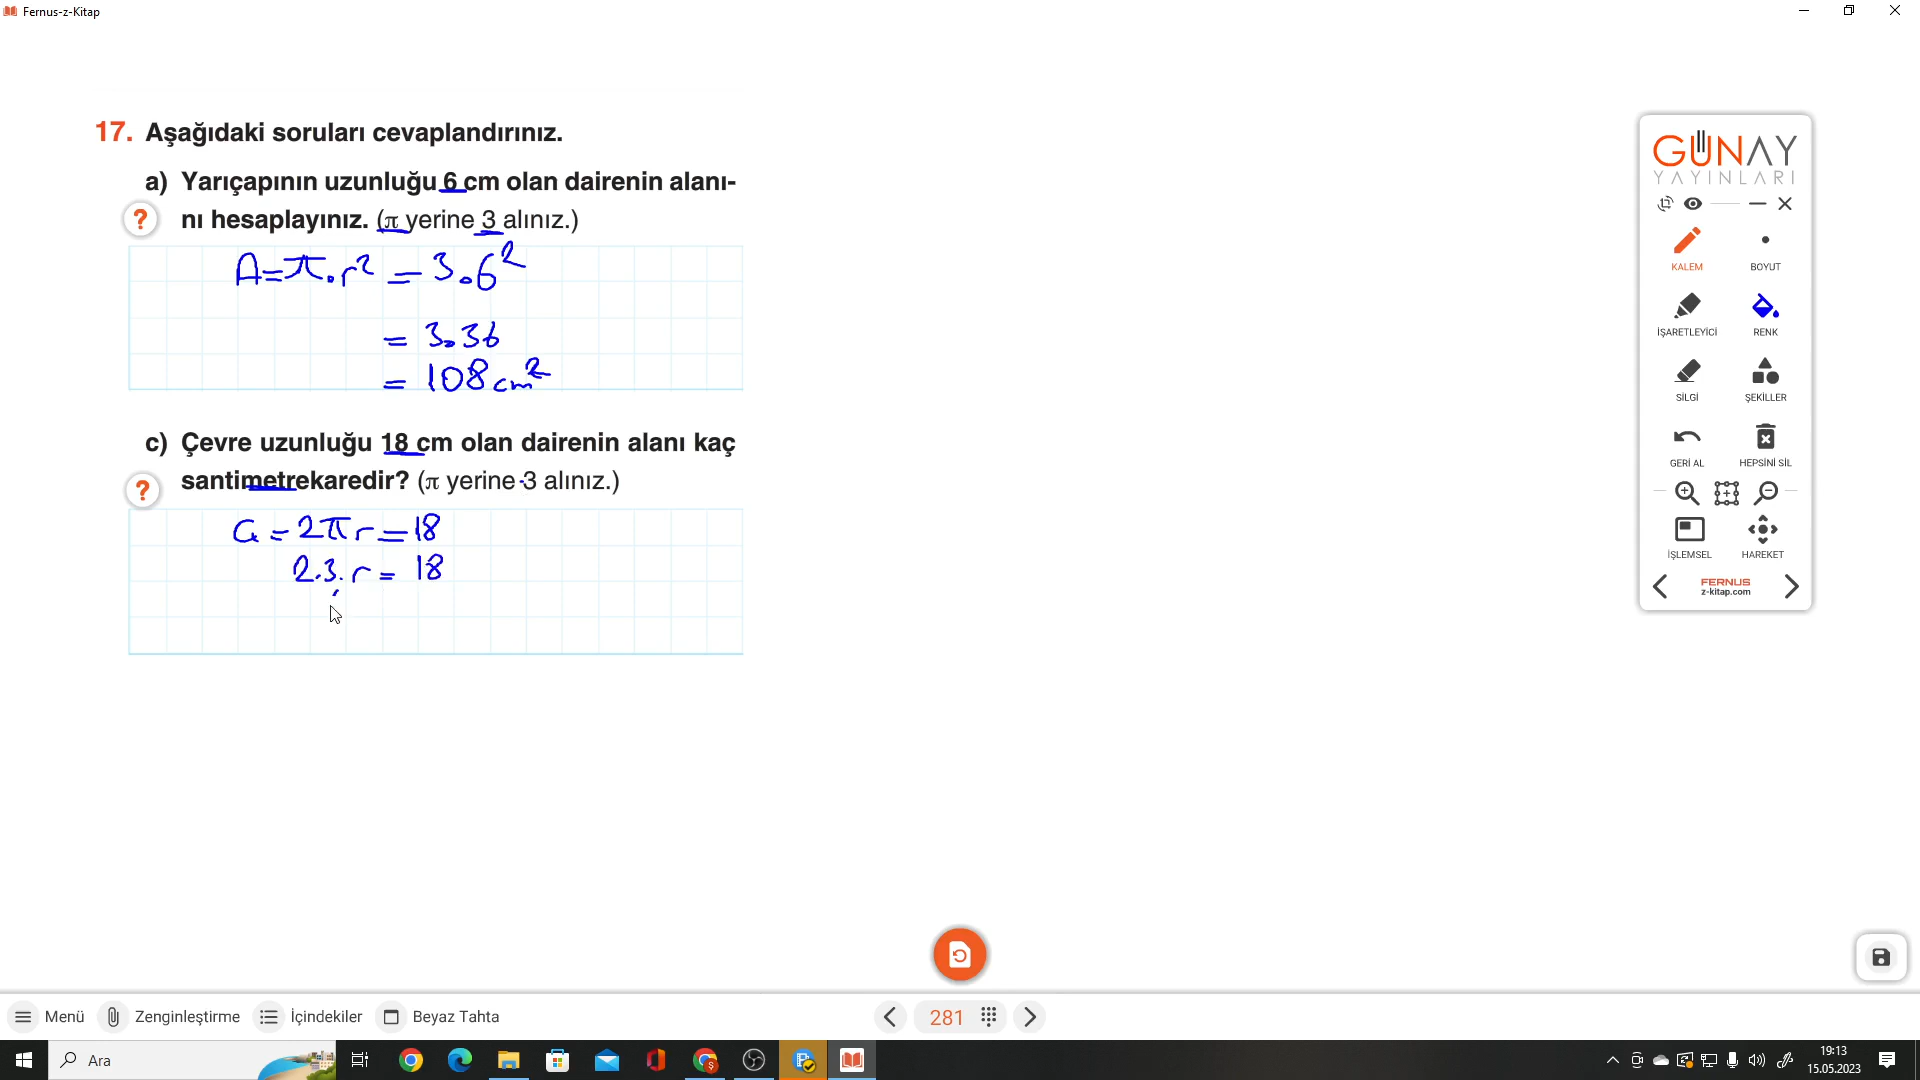 Fernus-z-Kitap
17. Aşağıdaki soruları cevaplandırınız.
a) Yarıçapının uzunluğu 6 cm olan dairenin alanı-
nı hesaplayınız. (π yerine 3 alınız.)
?
A=π.r² = 3.6²
= 3.36
= 108 cm²
c) Çevre uzunluğu 18 cm olan dairenin alanı kaç
santimetrekaredir? (π yerine 3 alınız.)
?
Ç = 2πr = 18
2.3.r = 18
GÜNAY
YAYINLARI
KALEM
BOYUT
İŞARETLEYİCİ
RENK
SİLGİ
ŞEKİLLER
GERİ AL
HEPSİNİ SİL
İŞLEMSEL
HAREKET
FERNUS
z-kitap.com
Menü
Zenginleştirme
İçindekiler
Beyaz Tahta
281
Ara
19:13
15.05.2023